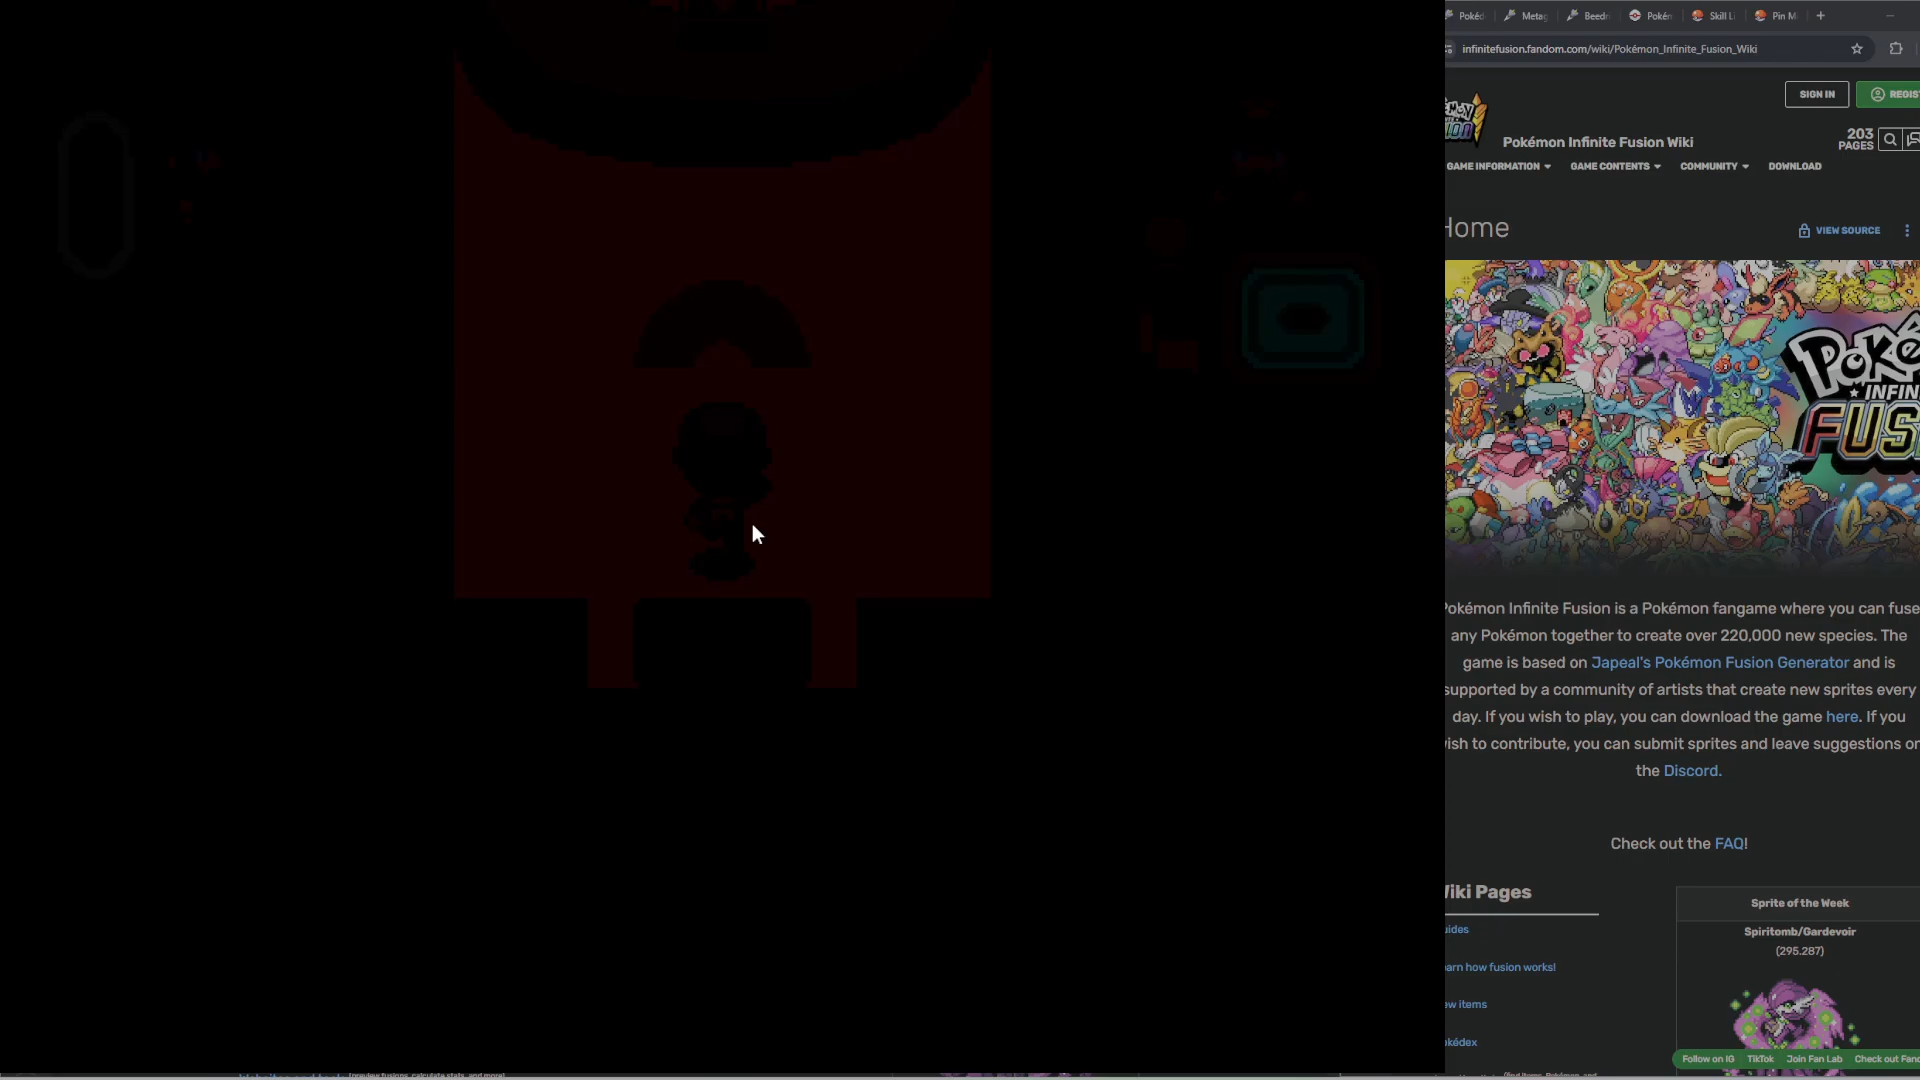 Metag
Beedr
Pokén
Skill L
Pin M
infinitefusion.fandom.com/wiki/Pokémon_Infinite_Fusion_Wiki
SIGN IN
REGIS
Pokémon Infinite Fusion Wiki
203
PAGES
GAME INFORMATION
GAME CONTENTS
COMMUNITY
DOWNLOAD
Home
VIEW SOURCE
POKÉ
INFIN
FUS
Pokémon Infinite Fusion is a Pokémon fangame where you can fuse
any Pokémon together to create over 220,000 new species. The
game is based on Japeal's Pokémon Fusion Generator and is
supported by a community of artists that create new sprites every
day. If you wish to play, you can download the game here. If you
wish to contribute, you can submit sprites and leave suggestions on
the Discord.
Check out the FAQ!
Wiki Pages
Sprite of the Week
uides
Spiritomb/Gardevoir
(295.287)
arn how fusion works!
ew items
okédex
Follow on IG
TikTok
Join Fan Lab
Check out Fand